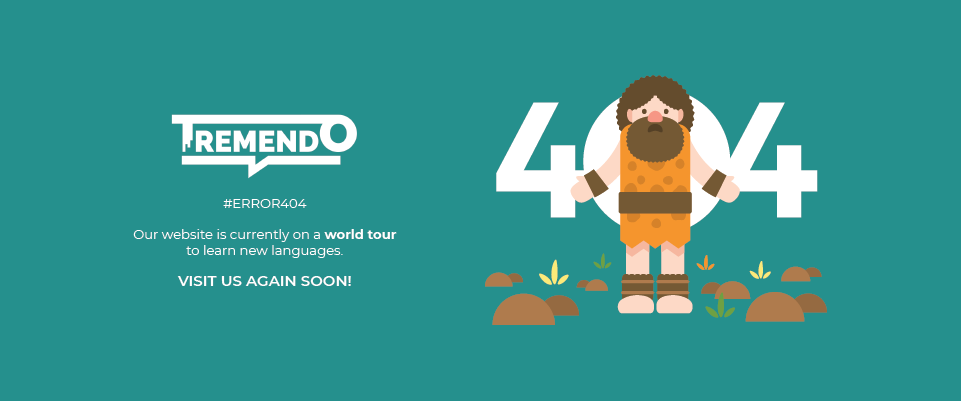 TREMENDO
#ERROR404
Our website is currently on a world tour
to learn new languages.
VISIT US AGAIN SOON!
404